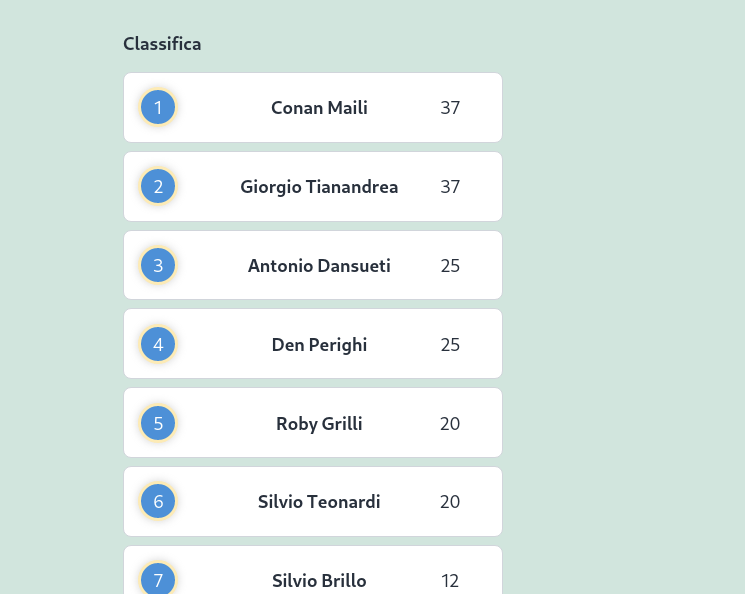 Classifica
1 Conan Maili 37
2 Giorgio Tianandrea 37
3 Antonio Dansueti 25
4 Den Perighi 25
5 Roby Grilli 20
6 Silvio Teonardi 20
7 Silvio Brillo 12